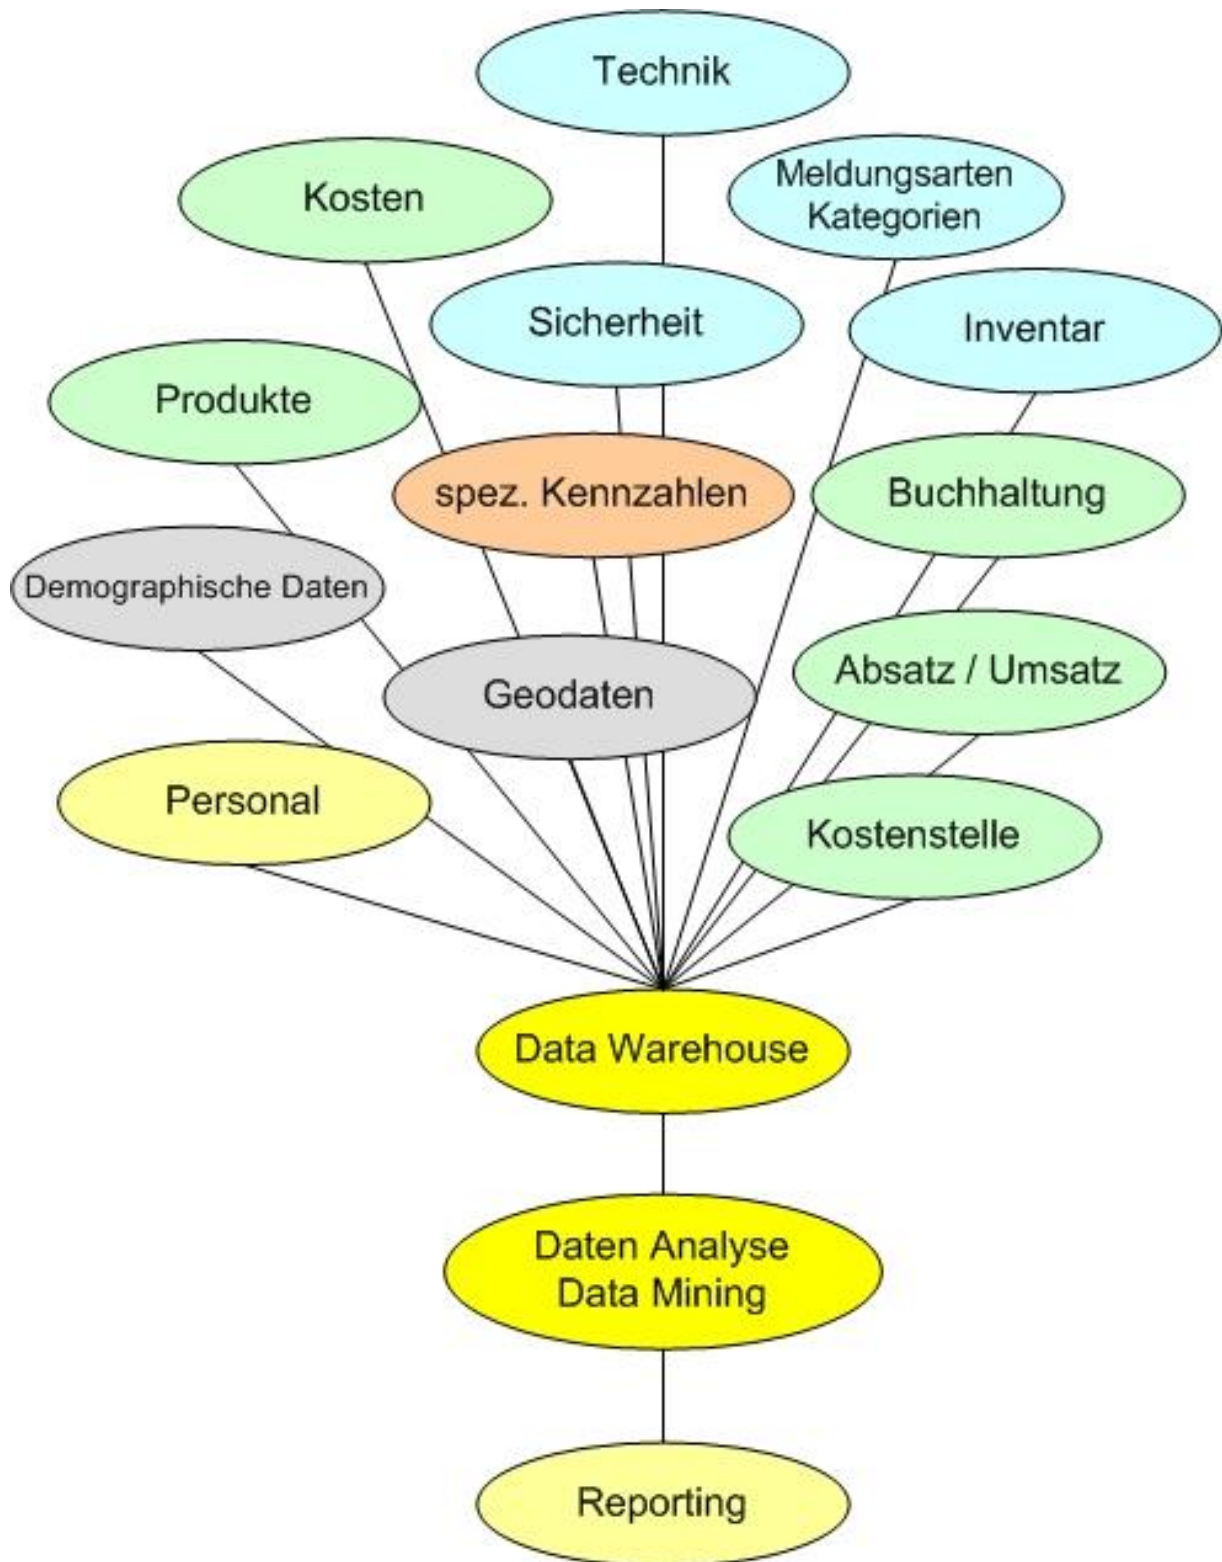 Technik
Meldungsarten
Kategorien
Kosten
Sicherheit
Inventar
Produkte
spez. Kennzahlen
Buchhaltung
Demographische Daten
Absatz / Umsatz
Geodaten
Personal
Kostenstelle
Data Warehouse
Daten Analyse
Data Mining
Reporting